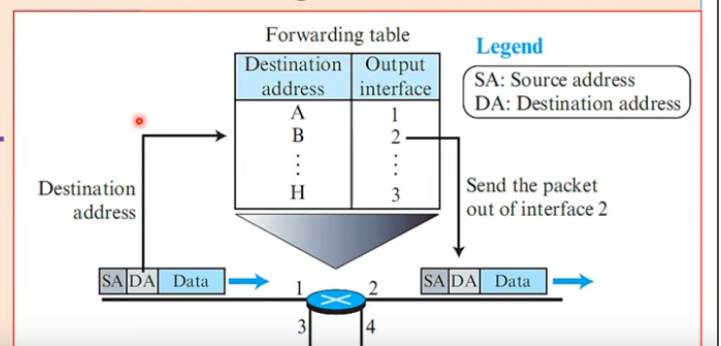 Forwarding table
Destination address
Output interface
A 1
B 2
⋮ ⋮
H 3
Legend
SA: Source address
DA: Destination address
Destination
address
Send the packet
out of interface 2
SA DA Data
1
2
3
4
SA DA Data